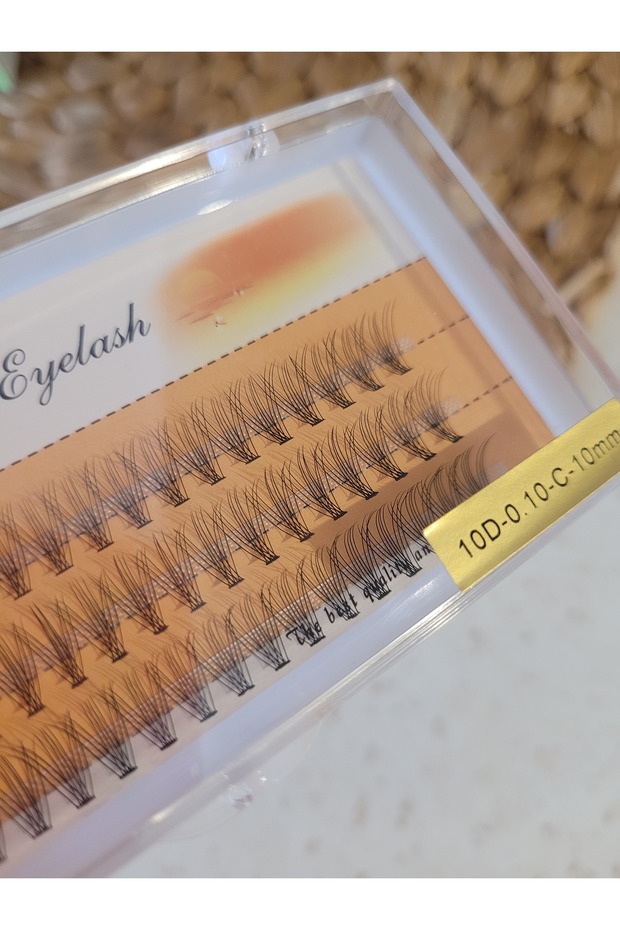 Eyelash
10D-0.10-C-10mm
The best quality